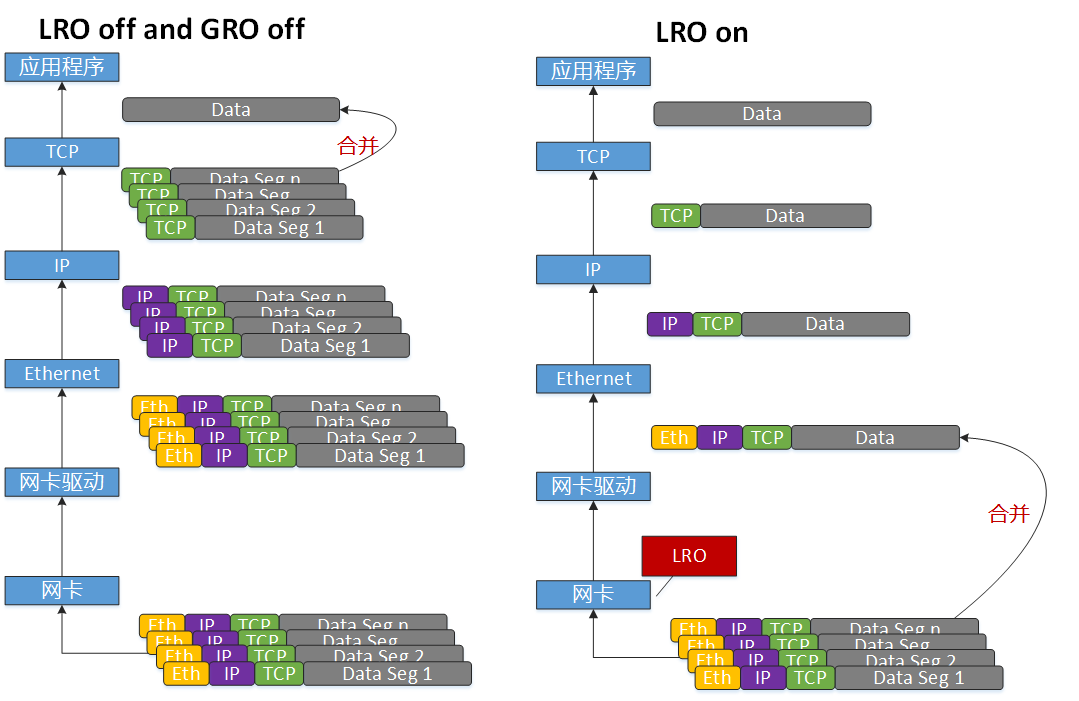 LRO off and GRO off
应用程序
Data
合并
TCP
TCP Data Seg n
TCP Data Seg
TCP Data Seg 2
TCP Data Seg 1
IP
IP TCP Data Seg n
IP TCP Data Seg
IP TCP Data Seg 2
IP TCP Data Seg 1
Ethernet
Eth IP TCP Data Seg n
Eth IP TCP Data Seg
Eth IP TCP Data Seg 2
Eth IP TCP Data Seg 1
网卡驱动
网卡
Eth IP TCP Data Seg n
Eth IP TCP Data Seg
Eth IP TCP Data Seg 2
Eth IP TCP Data Seg 1
LRO on
应用程序
Data
TCP
TCP Data
IP
IP TCP Data
Ethernet
Eth IP TCP Data
网卡驱动
合并
LRO
网卡
Eth IP TCP Data Seg n
Eth IP TCP Data Seg
Eth IP TCP Data Seg 2
Eth IP TCP Data Seg 1